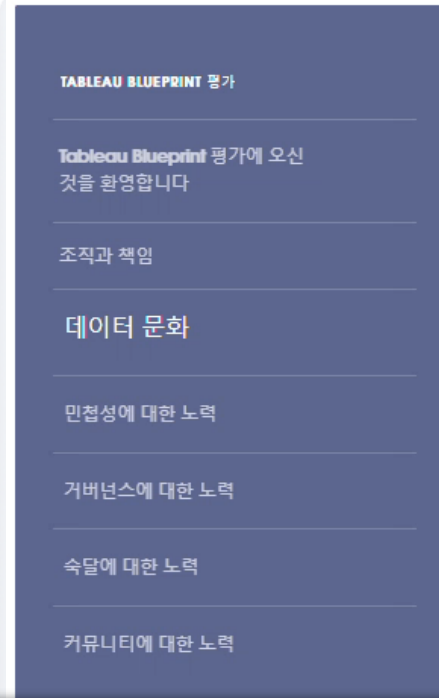 TABLEAU BLUEPRINT 평가
Tableau Blueprint 평가에 오신
것을 환영합니다
조직과 책임
데이터 문화
민첩성에 대한 노력
거버넌스에 대한 노력
숙달에 대한 노력
커뮤니티에 대한 노력